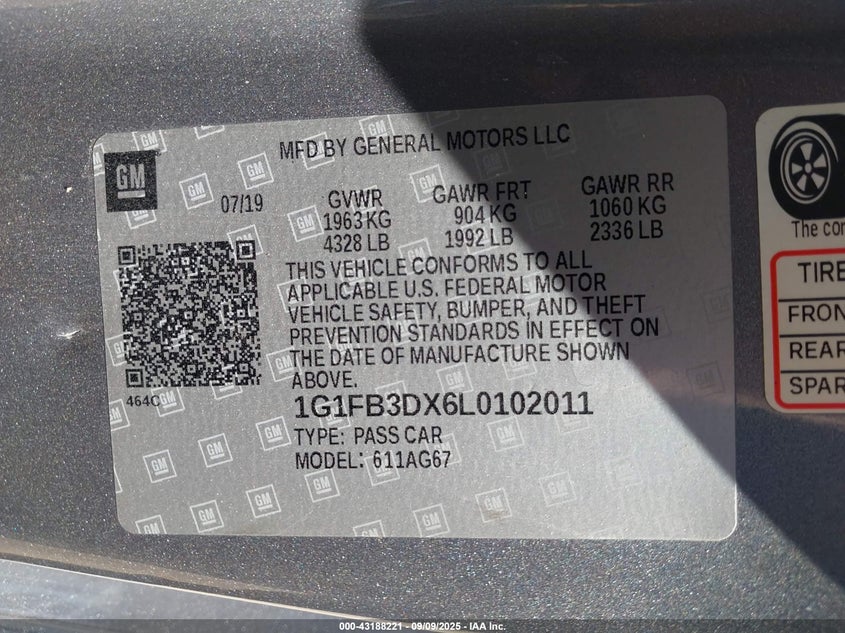 GM
MFD BY GENERAL MOTORS LLC
07/19
GVWR
1963 KG
4328 LB
GAWR FRT
904 KG
1992 LB
GAWR RR
1060 KG
2336 LB
THIS VEHICLE CONFORMS TO ALL
APPLICABLE U.S. FEDERAL MOTOR
VEHICLE SAFETY, BUMPER, AND THEFT
PREVENTION STANDARDS IN EFFECT ON
THE DATE OF MANUFACTURE SHOWN
ABOVE.
464C
1G1FB3DX6L0102011
TYPE: PASS CAR
MODEL: 611AG67
The com
TIRE
FRON
REAR
SPAR
000-43188221 - 09/09/2025 - IAA Inc.